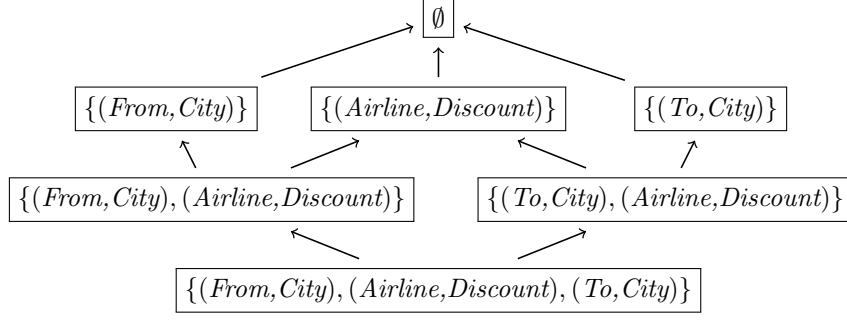 ∅
{(From,City)} {(Airline,Discount)} {(To,City)}
{(From,City),(Airline,Discount)} {(To,City),(Airline,Discount)}
{(From,City),(Airline,Discount),(To,City)}